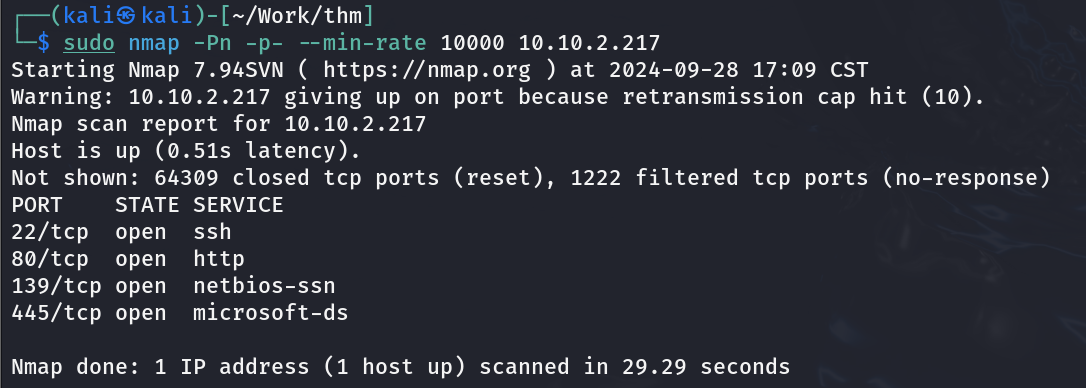 ┌──(kali㉿kali)-[~/Work/thm]
└─$ sudo nmap -Pn -p- --min-rate 10000 10.10.2.217
Starting Nmap 7.94SVN ( https://nmap.org ) at 2024-09-28 17:09 CST
Warning: 10.10.2.217 giving up on port because retransmission cap hit (10).
Nmap scan report for 10.10.2.217
Host is up (0.51s latency).
Not shown: 64309 closed tcp ports (reset), 1222 filtered tcp ports (no-response)
PORT    STATE SERVICE
22/tcp  open  ssh
80/tcp  open  http
139/tcp open  netbios-ssn
445/tcp open  microsoft-ds
Nmap done: 1 IP address (1 host up) scanned in 29.29 seconds